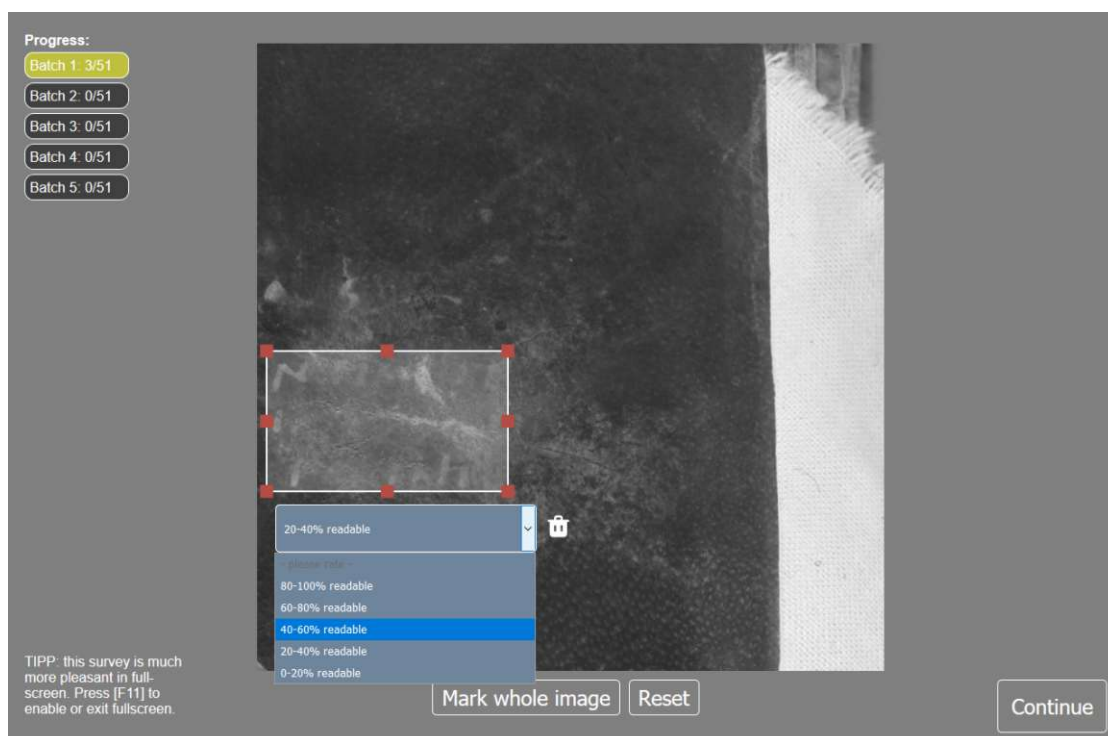 Progress:
Batch 1: 3/51
Batch 2: 0/51
Batch 3: 0/51
Batch 4: 0/51
Batch 5: 0/51
20-40% readable
- please rate -
80-100% readable
60-80% readable
40-60% readable
20-40% readable
0-20% readable
TIPP: this survey is much
more pleasant in full-
screen. Press [F11] to
enable or exit fullscreen.
Mark whole image
Reset
Continue